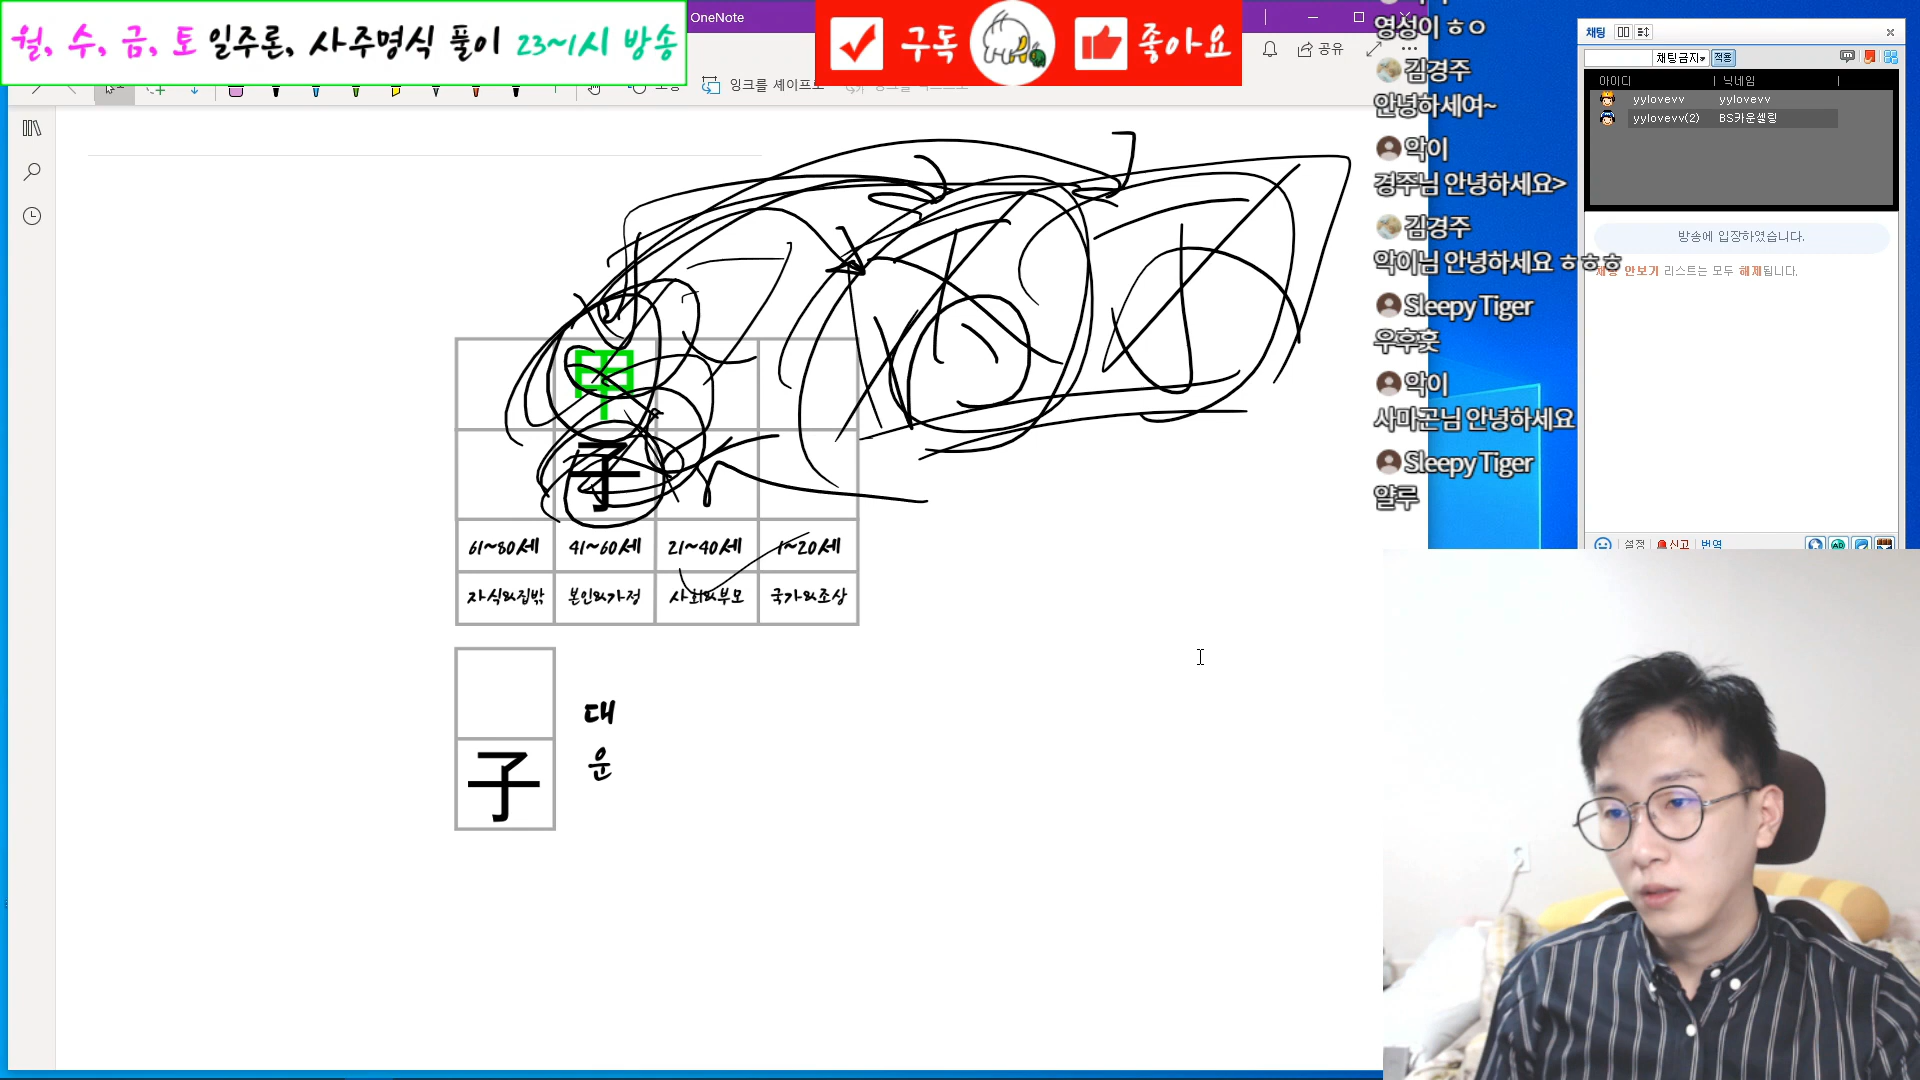 월, 수, 금, 토 일주론, 사주명식 풀이 23~1시 방송
OneNote
구독
좋아요
공유
잉크를 셰이프로
甲
子
61~80세
41~60세
21~40세
1~20세
자식&집밖
본인&가정
사회&부모
국가&조상
대
운
子
영성이 ㅎㅇ
김경주
안녕하세여~
악이
경주님 안녕하세요>
김경주
악이님 안녕하세요 ㅎㅎㅎ
Sleepy Tiger
우후훗
악이
사마곤님 안녕하세요
Sleepy Tiger
얄루
채팅
채팅금지
적용
아이디
닉네임
yylovevv
yylovevv
yylovevv(2)
BS카운셀링
방송에 입장하였습니다.
안보기 리스트는 모두 해제됩니다.
설정
신고
번역